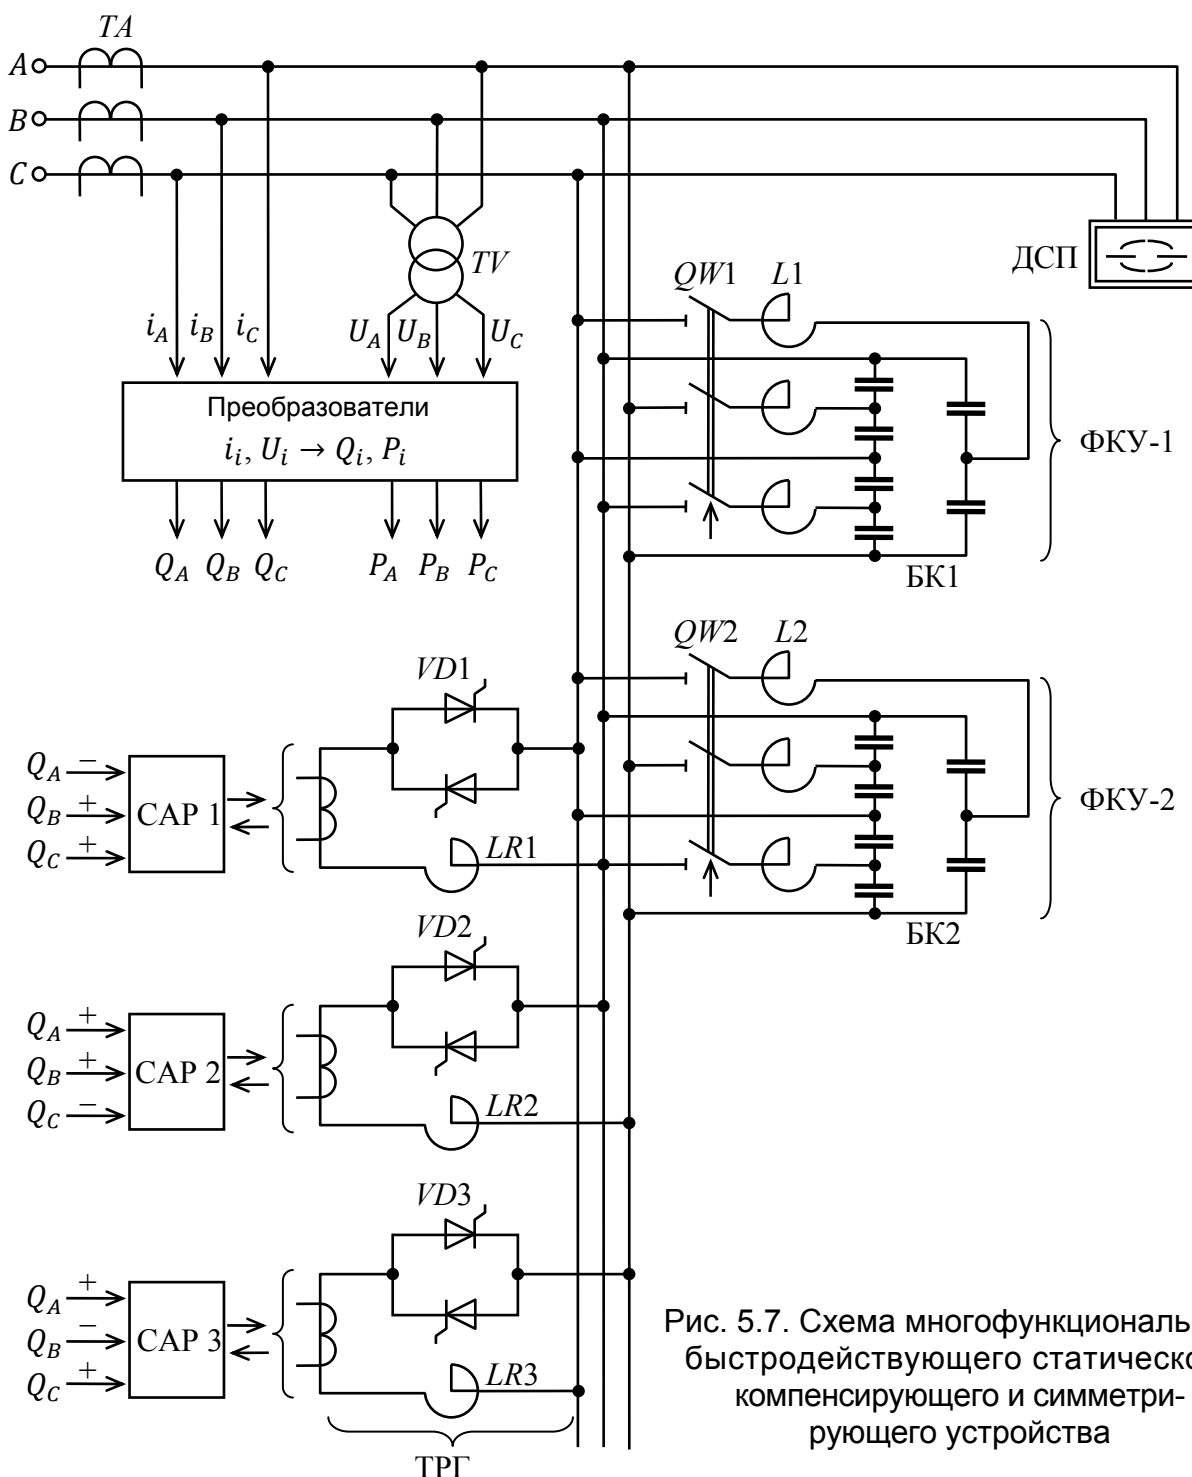 TA
A
B
C
ДСП
TV
QW1 L1
i_A i_B i_C U_A U_B U_C
Преобразователи
i_i, U_i → Q_i, P_i
ФКУ-1
Q_A Q_B Q_C P_A P_B P_C
БК1
QW2 L2
VD1
Q_A −
Q_B +
Q_C +
САР 1
LR1
ФКУ-2
БК2
VD2
Q_A +
Q_B +
Q_C −
САР 2
LR2
VD3
Q_A +
Q_B −
Q_C +
САР 3
LR3
ТРГ
Рис. 5.7. Схема многофункциональ
быстродействующего статическо
компенсирующего и симметри-
рующего устройства